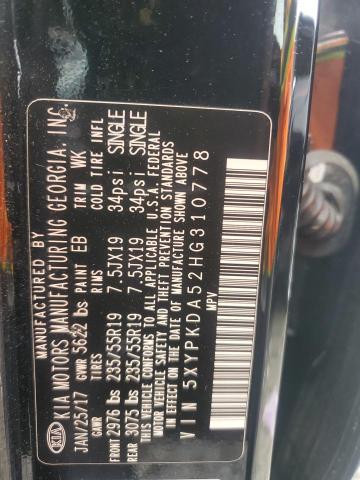 KIA KIA MOTORS MANUFACTURING GEORGIA, INC.
JAN/25/17 GVWR 5622 lbs PAINT EB TRIM WK
GAWR TIRES RIMS COLD TIRE INFL
FRONT 2976 lbs 235/55R19 7.5JX19 34psi SINGLE
REAR 3075 lbs 235/55R19 7.5JX19 34psi SINGLE
THIS VEHICLE CONFORMS TO ALL APPLICABLE U.S.A. FEDERAL
MOTOR VEHICLE SAFETY AND THEFT PREVENTION STANDARDS
IN EFFECT ON THE DATE OF MANUFACTURE SHOWN ABOVE.
VIN 5XYPKDA52HG310778
MPV